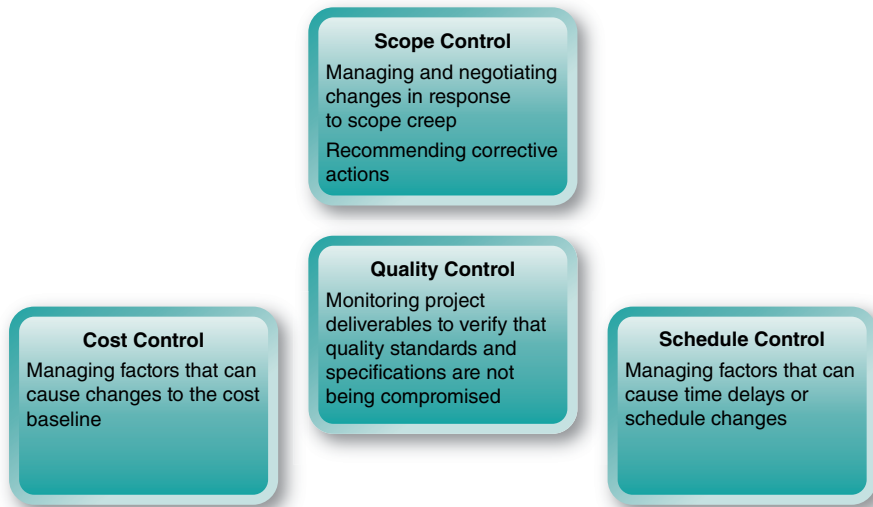 Scope Control
Managing and negotiating
changes in response
to scope creep
Recommending corrective
actions
Quality Control
Monitoring project
deliverables to verify that
quality standards and
specifications are not
being compromised
Cost Control
Managing factors that can
cause changes to the cost
baseline
Schedule Control
Managing factors that can
cause time delays or
schedule changes